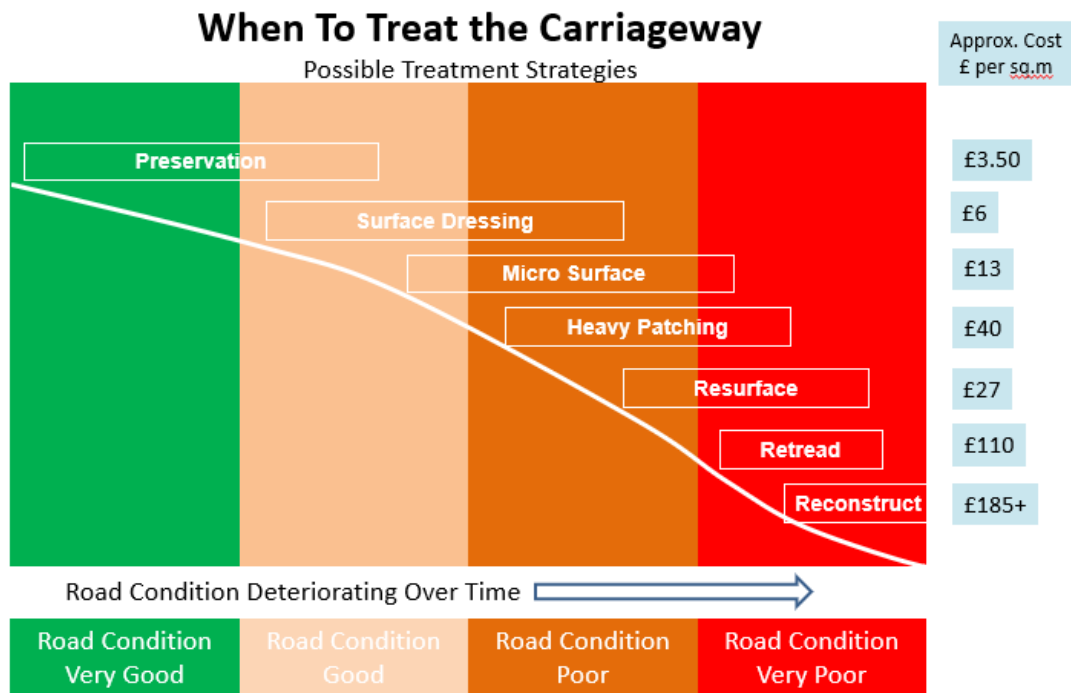 When To Treat the Carriageway
Possible Treatment Strategies
Approx. Cost
£ per sq.m
Preservation
£3.50
Surface Dressing
£6
Micro Surface
£13
Heavy Patching
£40
Resurface
£27
Retread
£110
Reconstruct
£185+
Road Condition Deteriorating Over Time
Road Condition
Very Good
Road Condition
Good
Road Condition
Poor
Road Condition
Very Poor